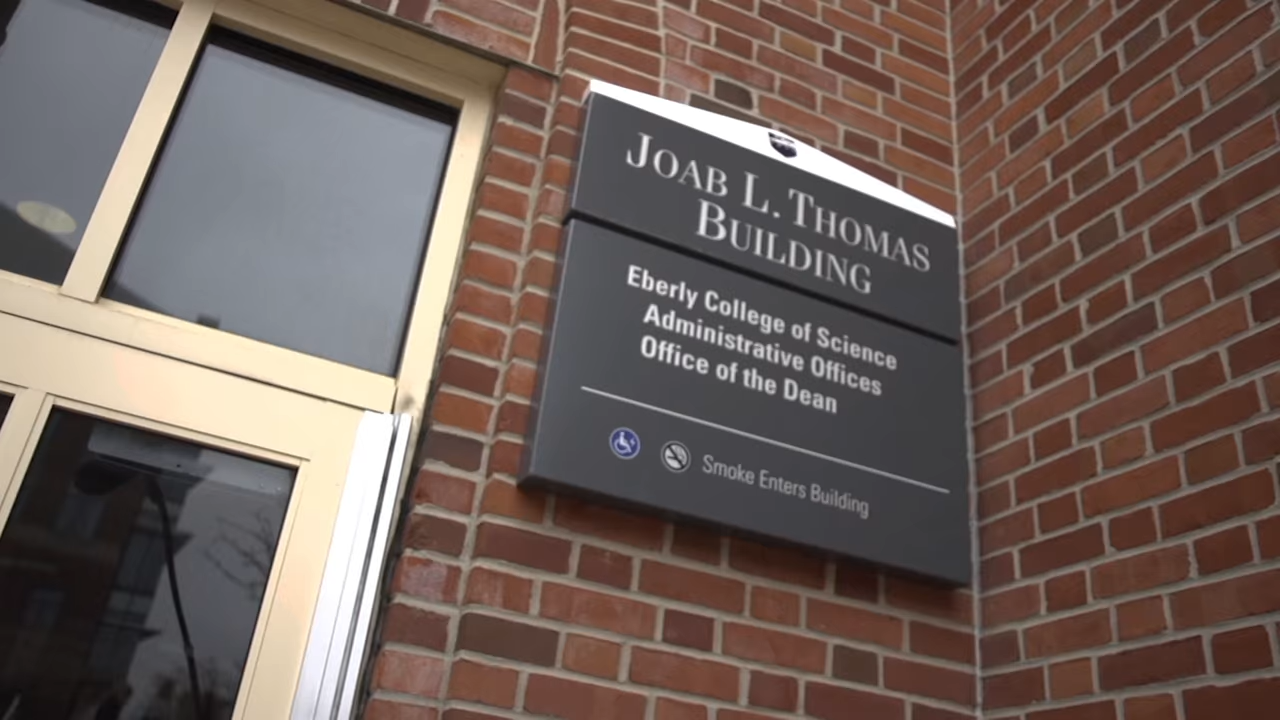 JOAB L. THOMAS
BUILDING
Eberly College of Science
Administrative Offices
Office of the Dean
Smoke Enters Building